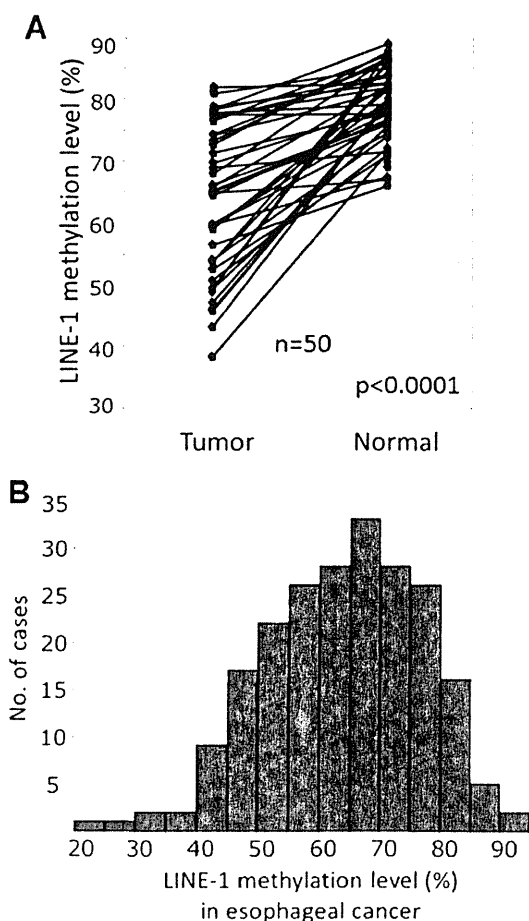 A
LINE-1 methylation level (%)
90
80
70
60
50
40
30
n=50
p<0.0001
Tumor Normal
B
No. of cases
35
30
25
20
15
10
5
20 30 40 50 60 70 80 90
LINE-1 methylation level (%)
in esophageal cancer